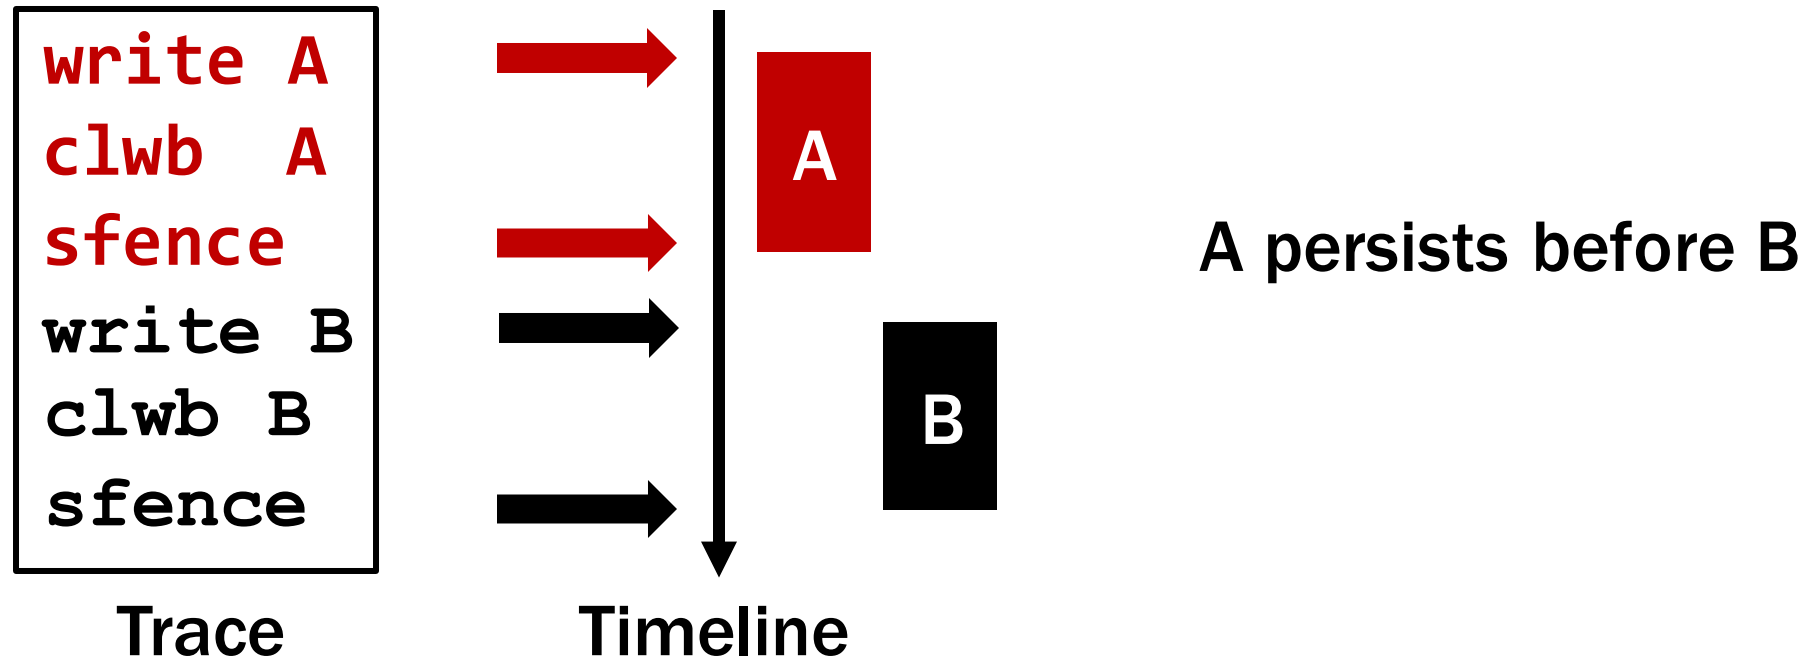 write A
clwb  A
sfence
write B
clwb B
sfence
A
B
A persists before B
Trace
Timeline